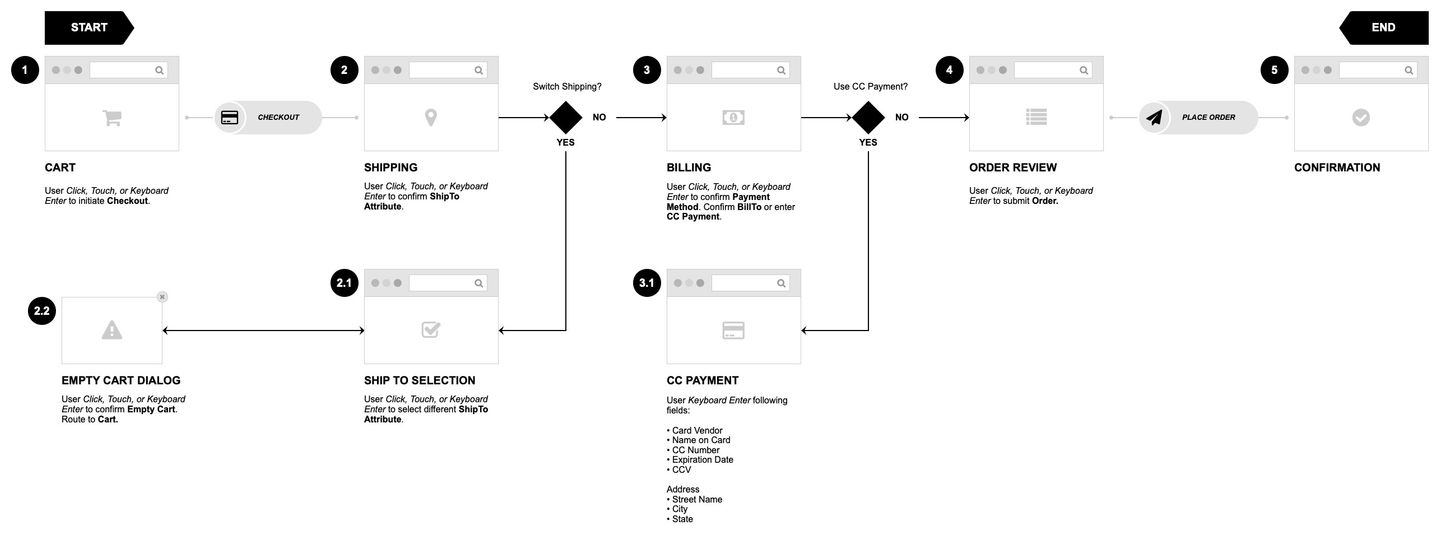 START
END
1
2
3
4
5
Switch Shipping?
Use CC Payment?
CHECKOUT
NO
NO
PLACE ORDER
YES
YES
CART
User Click, Touch, or Keyboard
Enter to initiate Checkout.
SHIPPING
User Click, Touch, or Keyboard
Enter to confirm ShipTo
Attribute.
BILLING
User Click, Touch, or Keyboard
Enter to confirm Payment
Method. Confirm BillTo or enter
CC Payment.
ORDER REVIEW
User Click, Touch, or Keyboard
Enter to submit Order.
CONFIRMATION
2.2
2.1
3.1
EMPTY CART DIALOG
User Click, Touch, or Keyboard
Enter to confirm Empty Cart.
Route to Cart.
SHIP TO SELECTION
User Click, Touch, or Keyboard
Enter to select different ShipTo
Attribute.
CC PAYMENT
User Keyboard Enter following
fields:
• Card Vendor
• Name on Card
• CC Number
• Expiration Date
• CCV
Address
• Street Name
• City
• State